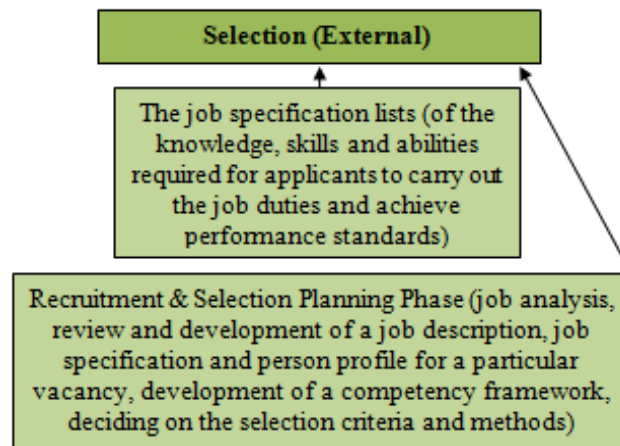 Selection (External)
The job specification lists (of the
knowledge, skills and abilities
required for applicants to carry out
the job duties and achieve
performance standards)
Recruitment & Selection Planning Phase (job analysis,
review and development of a job description, job
specification and person profile for a particular
vacancy, development of a competency framework,
deciding on the selection criteria and methods)